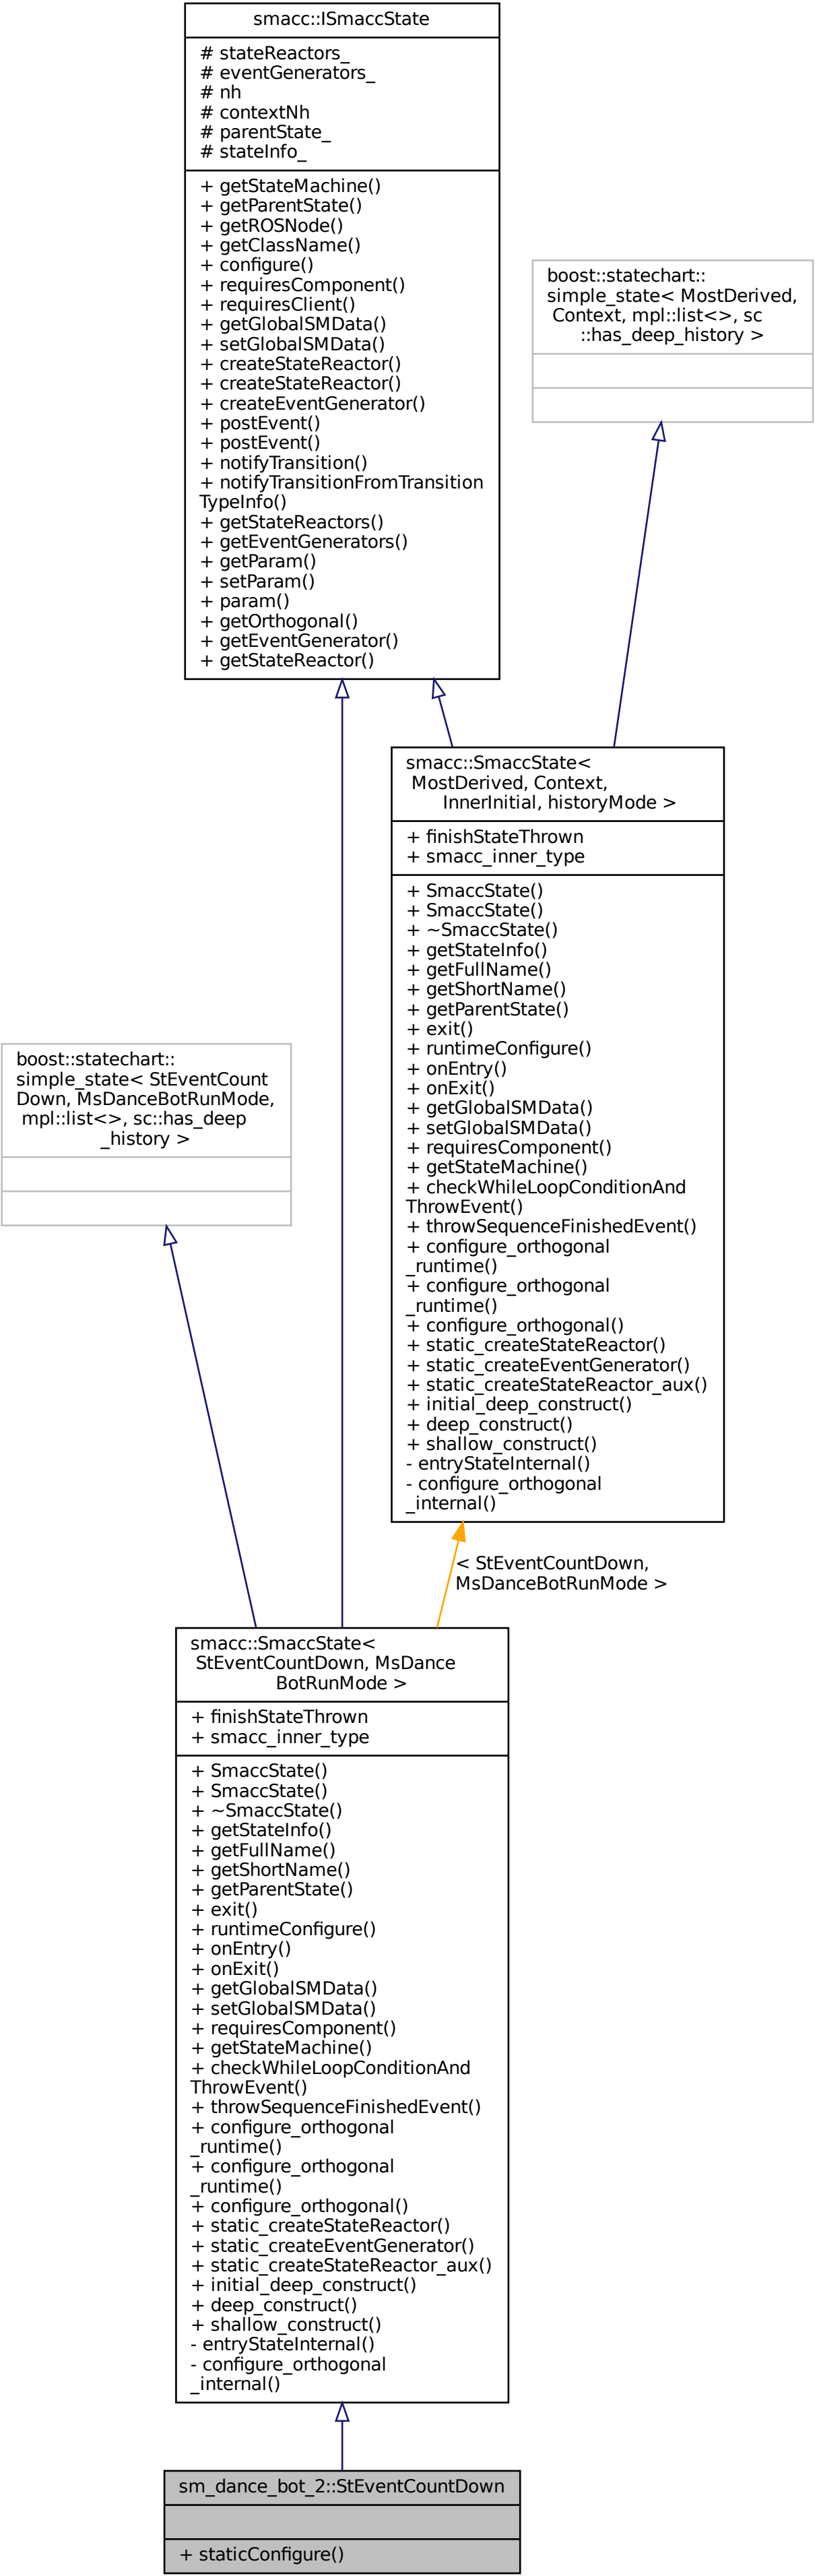 smacc::ISmaccState
# stateReactors_
# eventGenerators_
# nh
# contextNh
# parentState_
# stateInfo_
+ getStateMachine()
+ getParentState()
+ getROSNode()
+ getClassName()
+ configure()
+ requiresComponent()
+ requiresClient()
+ getGlobalSMData()
+ setGlobalSMData()
+ createStateReactor()
+ createStateReactor()
+ createEventGenerator()
+ postEvent()
+ postEvent()
+ notifyTransition()
+ notifyTransitionFromTransition
TypeInfo()
+ getStateReactors()
+ getEventGenerators()
+ getParam()
+ setParam()
+ param()
+ getOrthogonal()
+ getEventGenerator()
+ getStateReactor()
boost::statechart::
simple_state< MostDerived,
Context, mpl::list<>, sc
::has_deep_history >
smacc::SmaccState<
MostDerived, Context,
InnerInitial, historyMode >
+ finishStateThrown
+ smacc_inner_type
+ SmaccState()
+ SmaccState()
+ ~SmaccState()
+ getStateInfo()
+ getFullName()
+ getShortName()
+ getParentState()
+ exit()
+ runtimeConfigure()
+ onEntry()
+ onExit()
+ getGlobalSMData()
+ setGlobalSMData()
+ requiresComponent()
+ getStateMachine()
+ checkWhileLoopConditionAnd
ThrowEvent()
+ throwSequenceFinishedEvent()
+ configure_orthogonal
_runtime()
+ configure_orthogonal
_runtime()
+ configure_orthogonal()
+ static_createStateReactor()
+ static_createEventGenerator()
+ static_createStateReactor_aux()
+ initial_deep_construct()
+ deep_construct()
+ shallow_construct()
- entryStateInternal()
- configure_orthogonal
_internal()
boost::statechart::
simple_state< StEventCount
Down, MsDanceBotRunMode,
mpl::list<>, sc::has_deep
_history >
< StEventCountDown,
MsDanceBotRunMode >
smacc::SmaccState<
StEventCountDown, MsDance
BotRunMode >
+ finishStateThrown
+ smacc_inner_type
+ SmaccState()
+ SmaccState()
+ ~SmaccState()
+ getStateInfo()
+ getFullName()
+ getShortName()
+ getParentState()
+ exit()
+ runtimeConfigure()
+ onEntry()
+ onExit()
+ getGlobalSMData()
+ setGlobalSMData()
+ requiresComponent()
+ getStateMachine()
+ checkWhileLoopConditionAnd
ThrowEvent()
+ throwSequenceFinishedEvent()
+ configure_orthogonal
_runtime()
+ configure_orthogonal
_runtime()
+ configure_orthogonal()
+ static_createStateReactor()
+ static_createEventGenerator()
+ static_createStateReactor_aux()
+ initial_deep_construct()
+ deep_construct()
+ shallow_construct()
- entryStateInternal()
- configure_orthogonal
_internal()
sm_dance_bot_2::StEventCountDown
+ staticConfigure()